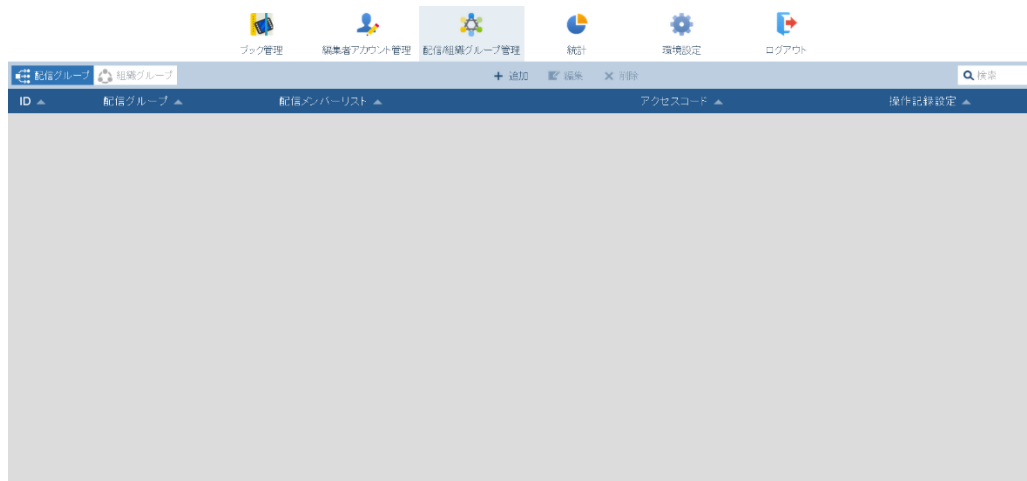 ブック管理 編集者アカウント管理 配信/組織グループ管理 統計 環境設定 ログアウト
配信グループ 組織グループ 追加 編集 削除 検索
ID 配信グループ 配信メンバーリスト アクセスコード 操作記録設定